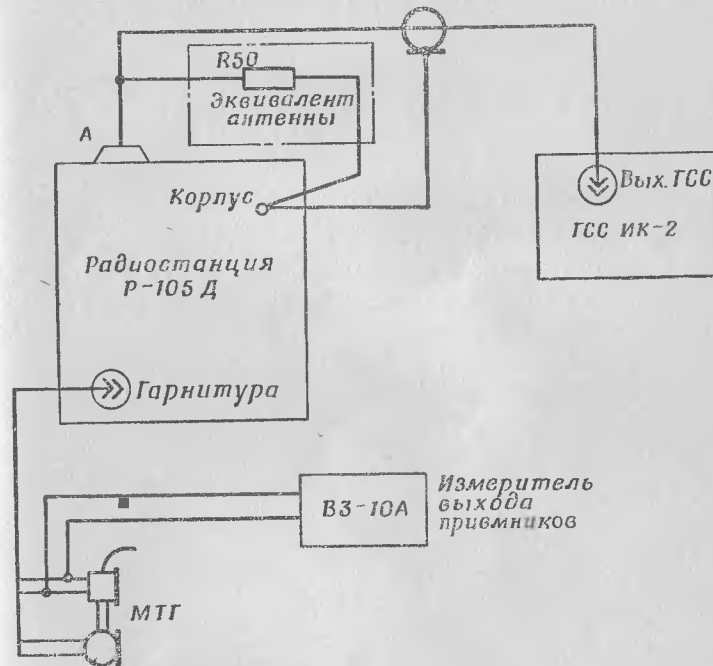 R50
Эквивалент
антенны
А
Корпус
Вых. ГСС
ГСС ИК-2
Радиостанция
Р-105 Д
Гарнитура
В3-10А
Измеритель
выхода
приемников
МТГ